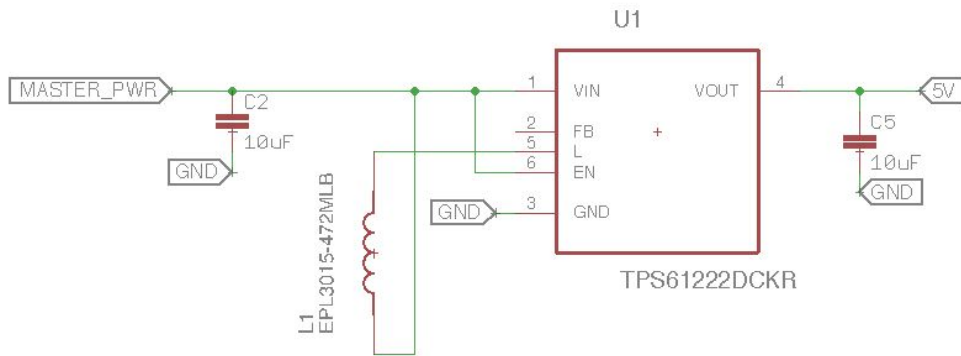 U1
MASTER_PWR
C2
10uF
GND
1
VIN
2
FB
5
L
6
EN
3
GND
GND
VOUT
4
5V
C5
10uF
GND
TPS61222DCKR
L1
EPL3015-472MLB